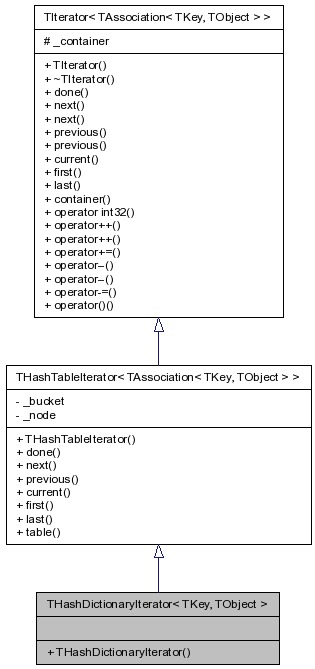 TIterator< TAssociation< TKey, TObject > >
# _container
+ TIterator()
+ ~TIterator()
+ done()
+ next()
+ next()
+ previous()
+ previous()
+ current()
+ first()
+ last()
+ container()
+ operator int32()
+ operator++()
+ operator++()
+ operator+=()
+ operator--()
+ operator--()
+ operator-=()
+ operator()()
THashTableIterator< TAssociation< TKey, TObject > >
- _bucket
- _node
+ THashTableIterator()
+ done()
+ next()
+ previous()
+ current()
+ first()
+ last()
+ table()
THashDictionaryIterator< TKey, TObject >
+ THashDictionaryIterator()